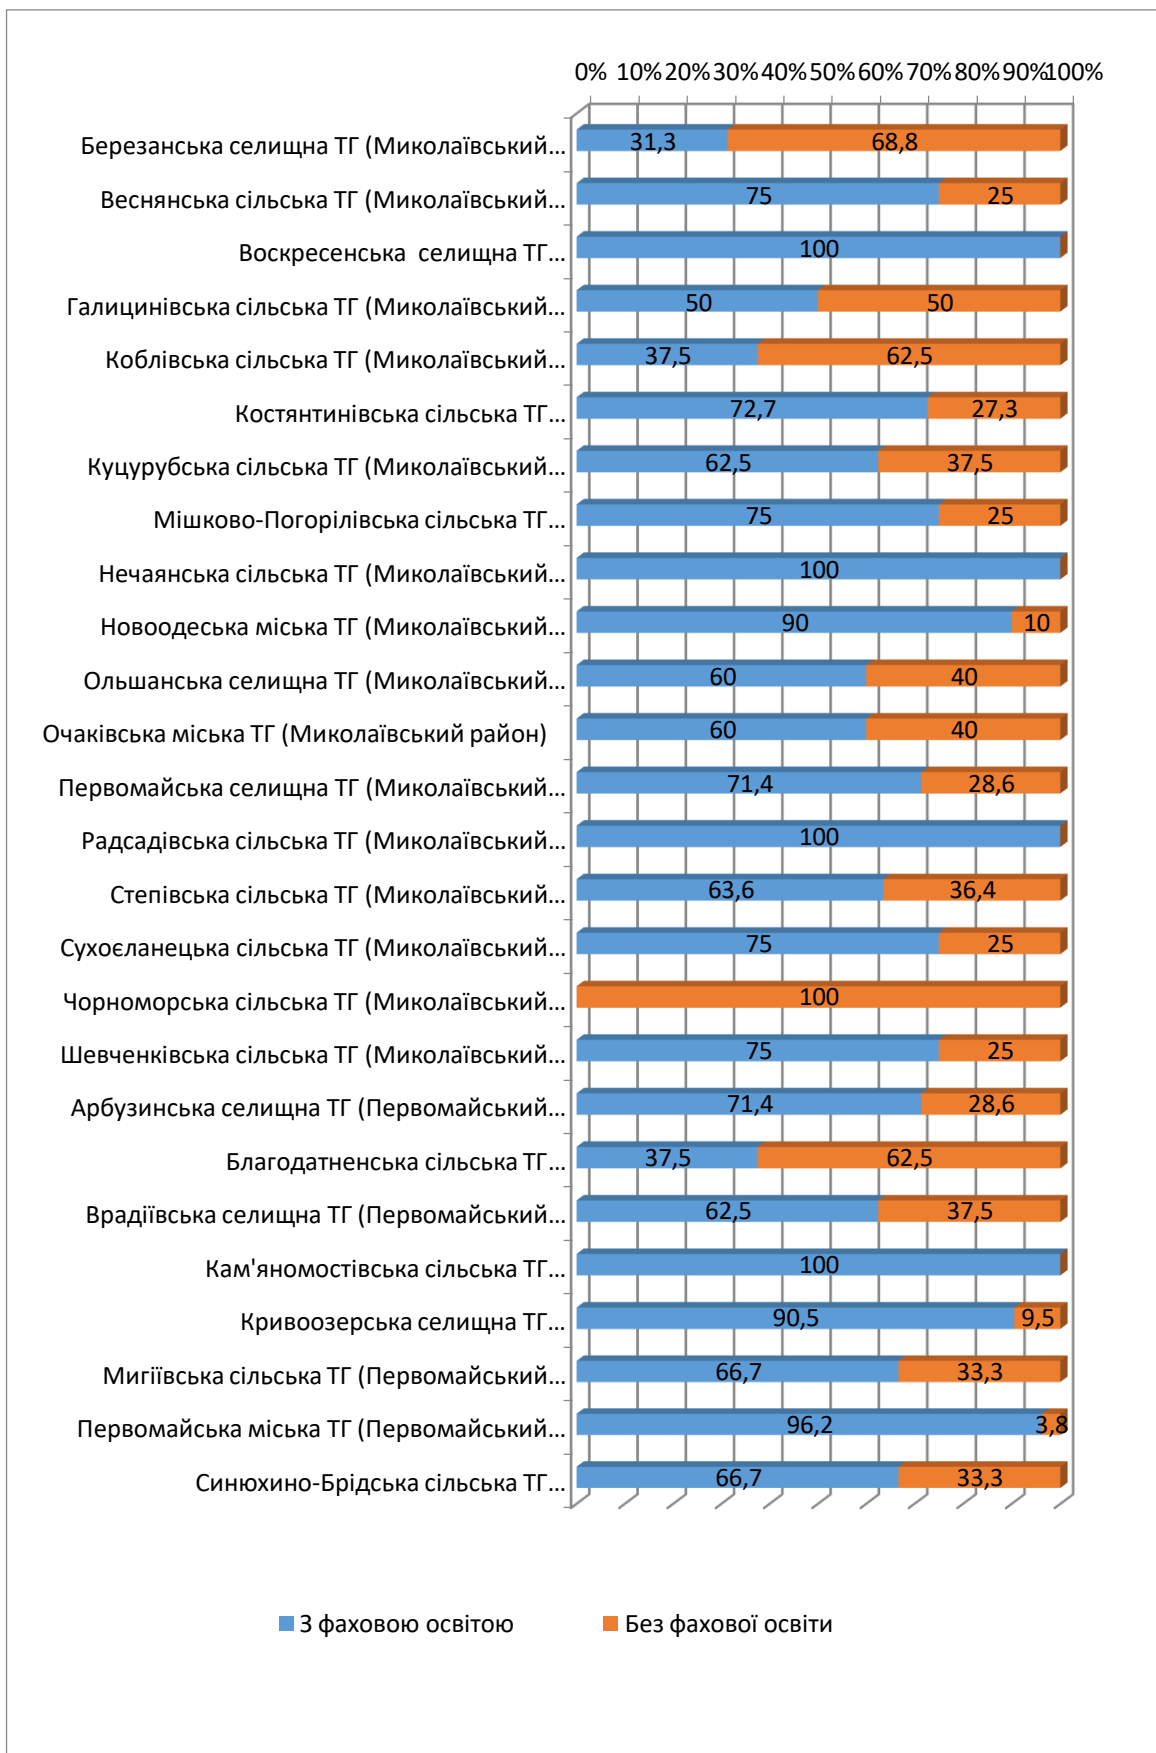 0% 10% 20% 30% 40% 50% 60% 70% 80% 90% 100%
Березанська селищна ТГ (Миколаївський... 31,3 68,8
Веснянська сільська ТГ (Миколаївський... 75 25
Воскресенська селищна ТГ... 100
Галицинівська сільська ТГ (Миколаївський... 50 50
Коблівська сільська ТГ (Миколаївський... 37,5 62,5
Костянтинівська сільська ТГ... 72,7 27,3
Куцурубська сільська ТГ (Миколаївський... 62,5 37,5
Мішково-Погорілівська сільська ТГ... 75 25
Нечаянська сільська ТГ (Миколаївський... 100
Новоодеська міська ТГ (Миколаївський... 90 10
Ольшанська селищна ТГ (Миколаївський... 60 40
Очаківська міська ТГ (Миколаївський район) 60 40
Первомайська селищна ТГ (Миколаївський... 71,4 28,6
Радсадівська сільська ТГ (Миколаївський... 100
Степівська сільська ТГ (Миколаївський... 63,6 36,4
Сухоєланецька сільська ТГ (Миколаївський... 75 25
Чорноморська сільська ТГ (Миколаївський... 100
Шевченківська сільська ТГ (Миколаївський... 75 25
Арбузинська селищна ТГ (Первомайський... 71,4 28,6
Благодатненська сільська ТГ... 37,5 62,5
Врадіївська селищна ТГ (Первомайський... 62,5 37,5
Кам'яномостівська сільська ТГ... 100
Кривоозерська селищна ТГ... 90,5 9,5
Мигіївська сільська ТГ (Первомайський... 66,7 33,3
Первомайська міська ТГ (Первомайський... 96,2 3,8
Синюхино-Брідська сільська ТГ... 66,7 33,3
З фаховою освітою Без фахової освіти